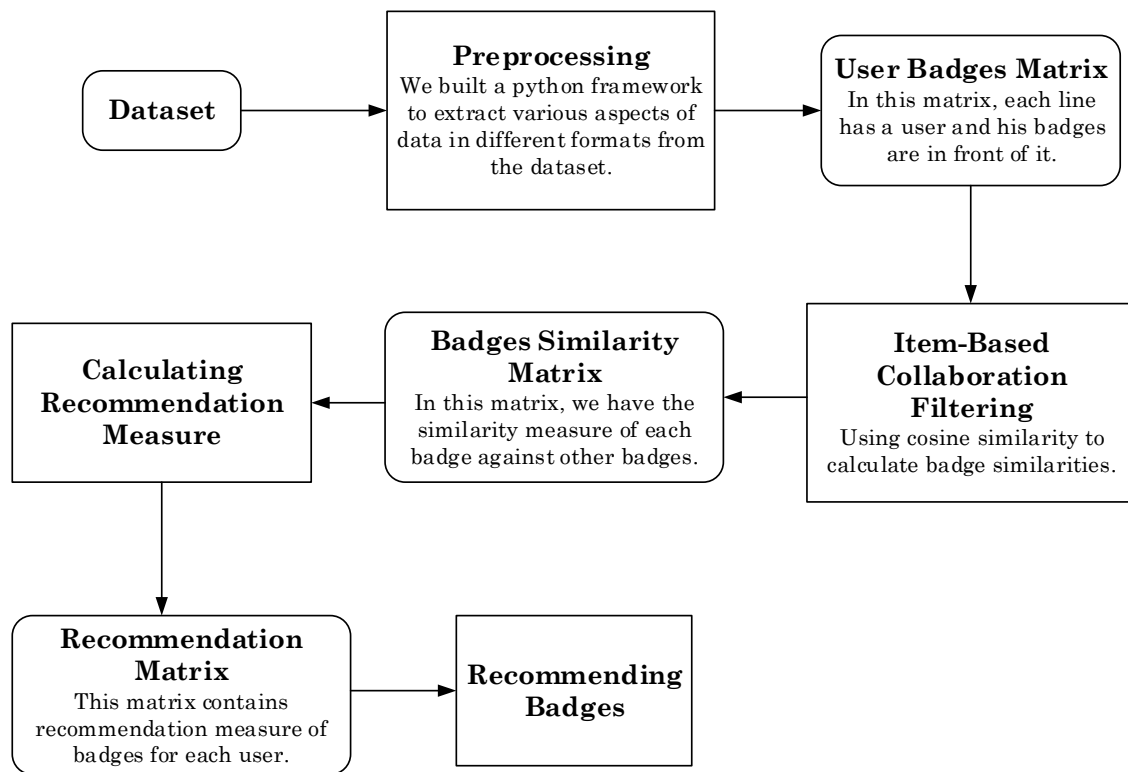 Dataset
Preprocessing
We built a python framework
to extract various aspects of
data in different formats from
the dataset.
User Badges Matrix
In this matrix, each line
has a user and his badges
are in front of it.
Calculating
Recommendation
Measure
Badges Similarity
Matrix
In this matrix, we have the
similarity measure of each
badge against other badges.
Item-Based
Collaboration
Filtering
Using cosine similarity to
calculate badge similarities.
Recommendation
Matrix
This matrix contains
recommendation measure of
badges for each user.
Recommending
Badges